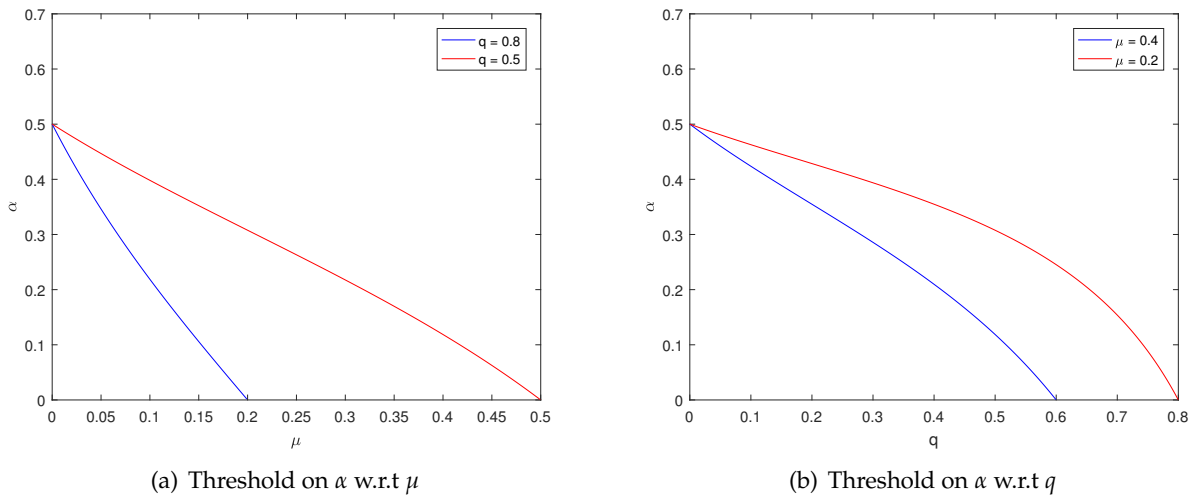 0.7
0.6
0.5
0.4
0.3
0.2
0.1
0
α
q = 0.8
q = 0.5
0 0.05 0.1 0.15 0.2 0.25 0.3 0.35 0.4 0.45 0.5
μ
(a) Threshold on α w.r.t μ
0.7
0.6
0.5
0.4
0.3
0.2
0.1
0
α
μ = 0.4
μ = 0.2
0 0.1 0.2 0.3 0.4 0.5 0.6 0.7 0.8
q
(b) Threshold on α w.r.t q